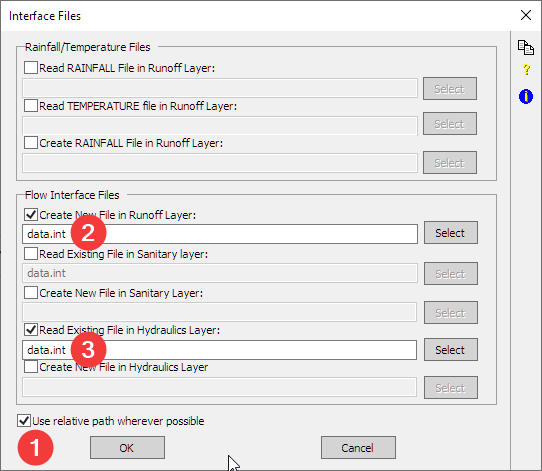 Interface Files
Rainfall/Temperature Files
Read RAINFALL File in Runoff Layer:
Select
Read TEMPERATURE file in Runoff Layer:
Select
Create RAINFALL File in Runoff Layer:
Select
Flow Interface Files
Create New File in Runoff Layer:
data.int 2 Select
Read Existing File in Sanitary layer:
data.int Select
Create New File in Sanitary Layer:
Select
Read Existing File in Hydraulics Layer:
data.int 3 Select
Create New File in Hydraulics Layer
Select
Use relative path wherever possible
1 OK Cancel